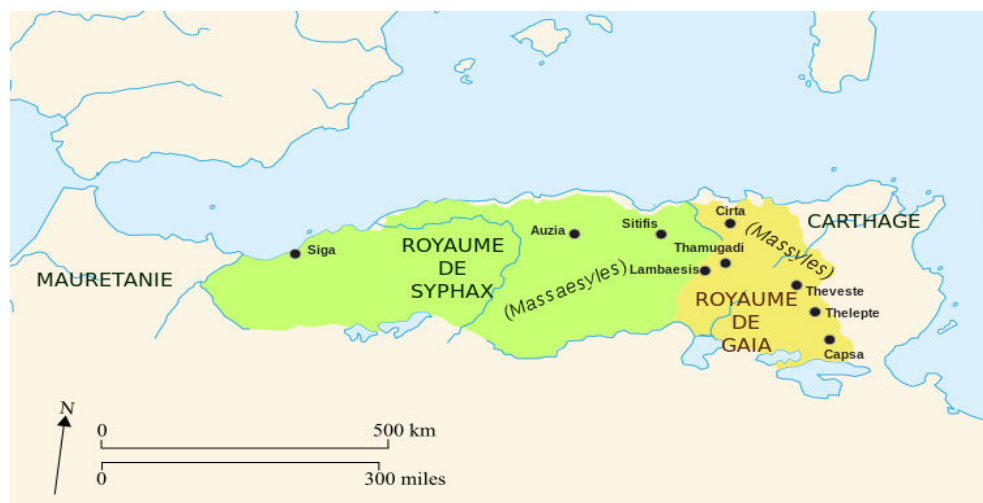 Cirta
CARTHAGE
Sitifis
Auzia
(Massyles)
Siga
ROYAUME
DE
SYPHAX
Thamugadi
MAURETANIE
(Massaesyles)
Lambaesis
Theveste
ROYAUME
DE
GAIA
Thelepte
Capsa
N
0 500 km
0 300 miles